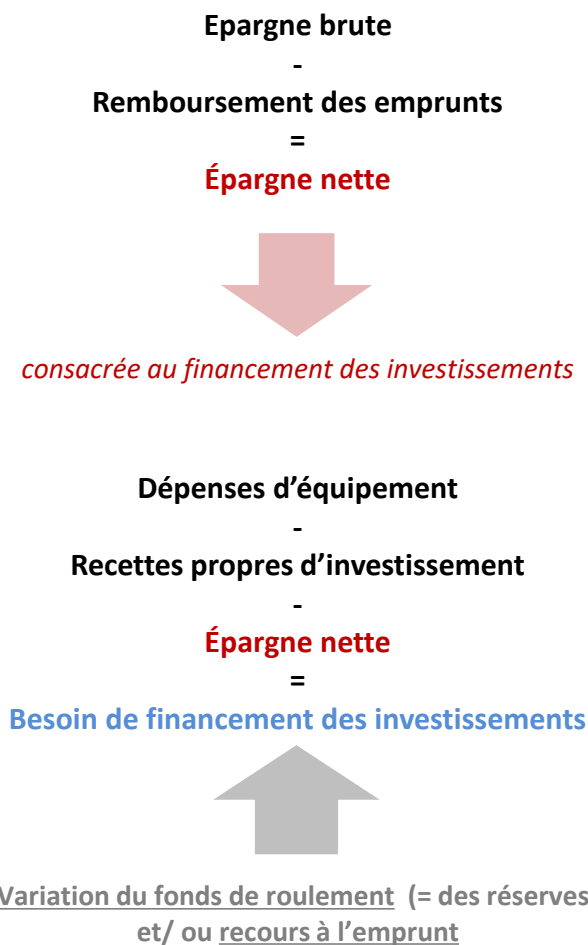 Epargne brute
-
Remboursement des emprunts
=
Épargne nette
consacrée au financement des investissements
Dépenses d'équipement
-
Recettes propres d'investissement
-
Épargne nette
=
Besoin de financement des investissements
Variation du fonds de roulement (= des réserves
et/ ou recours à l'emprunt